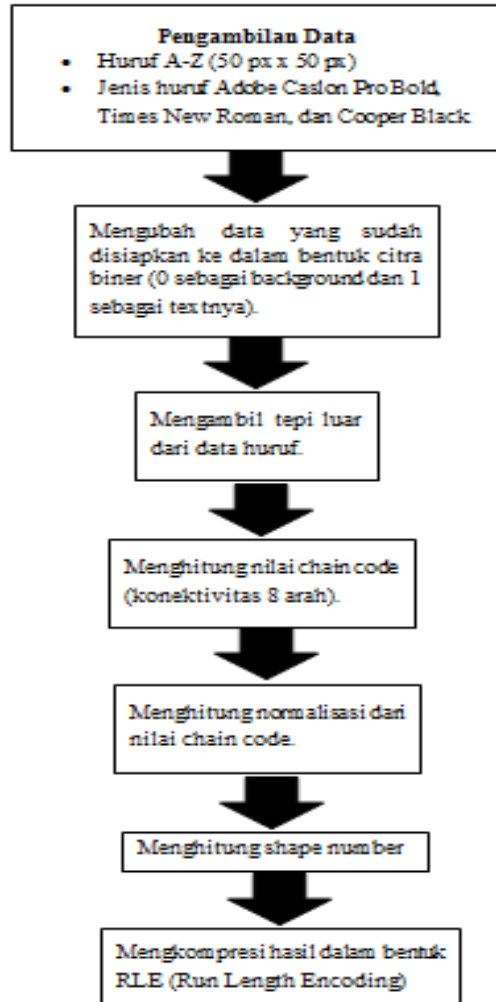 Pengambilan Data
• Huruf A-Z (50 px x 50 px)
• Jenis huruf Adobe Caslon Pro Bold,
Times New Roman, dan Cooper Black
Mengubah data yang sudah
disiapkan ke dalam bentuk citra
biner (0 sebagai background dan 1
sebagai textnya).
Mengambil tepi luar
dari data huruf.
Menghitung nilai chain code
(konektivitas 8 arah).
Menghitung normalisasi dari
nilai chain code.
Menghitung shape number
Mengkompresi hasil dalam bentuk
RLE (Run Length Encoding)